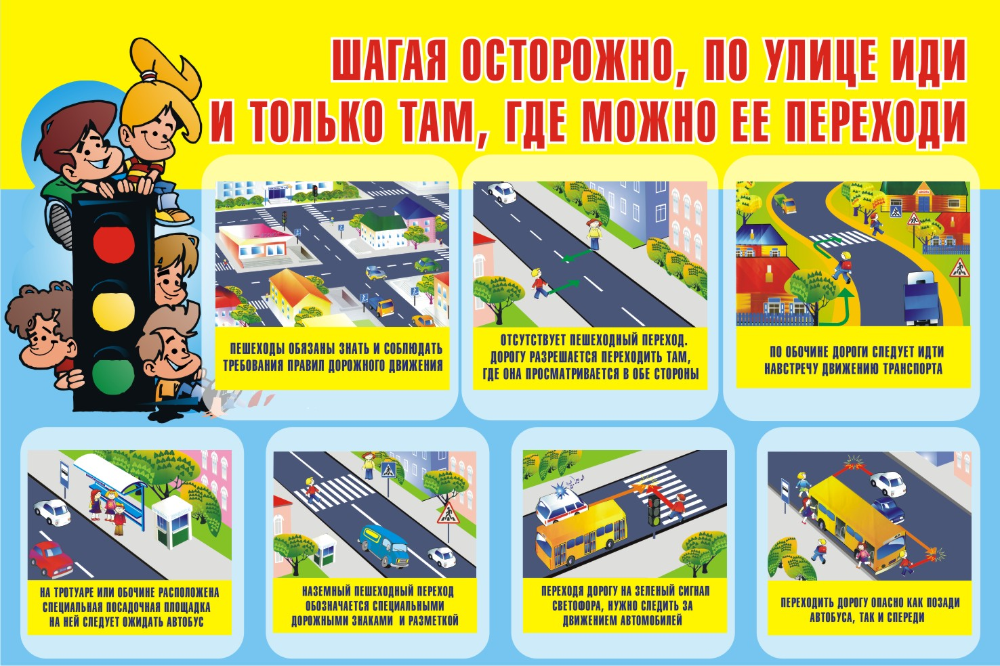 ШАГАЯ ОСТОРОЖНО, ПО УЛИЦЕ ИДИ
И ТОЛЬКО ТАМ, ГДЕ МОЖНО ЕЕ ПЕРЕХОДИ
ПЕШЕХОДЫ ОБЯЗАНЫ ЗНАТЬ И СОБЛЮДАТЬ
ТРЕБОВАНИЯ ПРАВИЛ ДОРОЖНОГО ДВИЖЕНИЯ
ОТСУТСТВУЕТ ПЕШЕХОДНЫЙ ПЕРЕХОД.
ДОРОГУ РАЗРЕШАЕТСЯ ПЕРЕХОДИТЬ ТАМ,
ГДЕ ОНА ПРОСМАТРИВАЕТСЯ В ОБЕ СТОРОНЫ
ШКОЛА
ПО ОБОЧИНЕ ДОРОГИ СЛЕДУЕТ ИДТИ
НАВСТРЕЧУ ДВИЖЕНИЮ ТРАНСПОРТА
НА ТРОТУАРЕ ИЛИ ОБОЧИНЕ РАСПОЛОЖЕНА
СПЕЦИАЛЬНАЯ ПОСАДОЧНАЯ ПЛОЩАДКА
НА НЕЙ СЛЕДУЕТ ОЖИДАТЬ АВТОБУС
НАЗЕМНЫЙ ПЕШЕХОДНЫЙ ПЕРЕХОД
ОБОЗНАЧАЕТСЯ СПЕЦИАЛЬНЫМИ
ДОРОЖНЫМИ ЗНАКАМИ И РАЗМЕТКОЙ
ПЕРЕХОДЯ ДОРОГУ НА ЗЕЛЕНЫЙ СИГНАЛ
СВЕТОФОРА, НУЖНО СЛЕДИТЬ ЗА
ДВИЖЕНИЕМ АВТОМОБИЛЕЙ
ПЕРЕХОДИТЬ ДОРОГУ ОПАСНО КАК ПОЗАДИ
АВТОБУСА, ТАК И СПЕРЕДИ